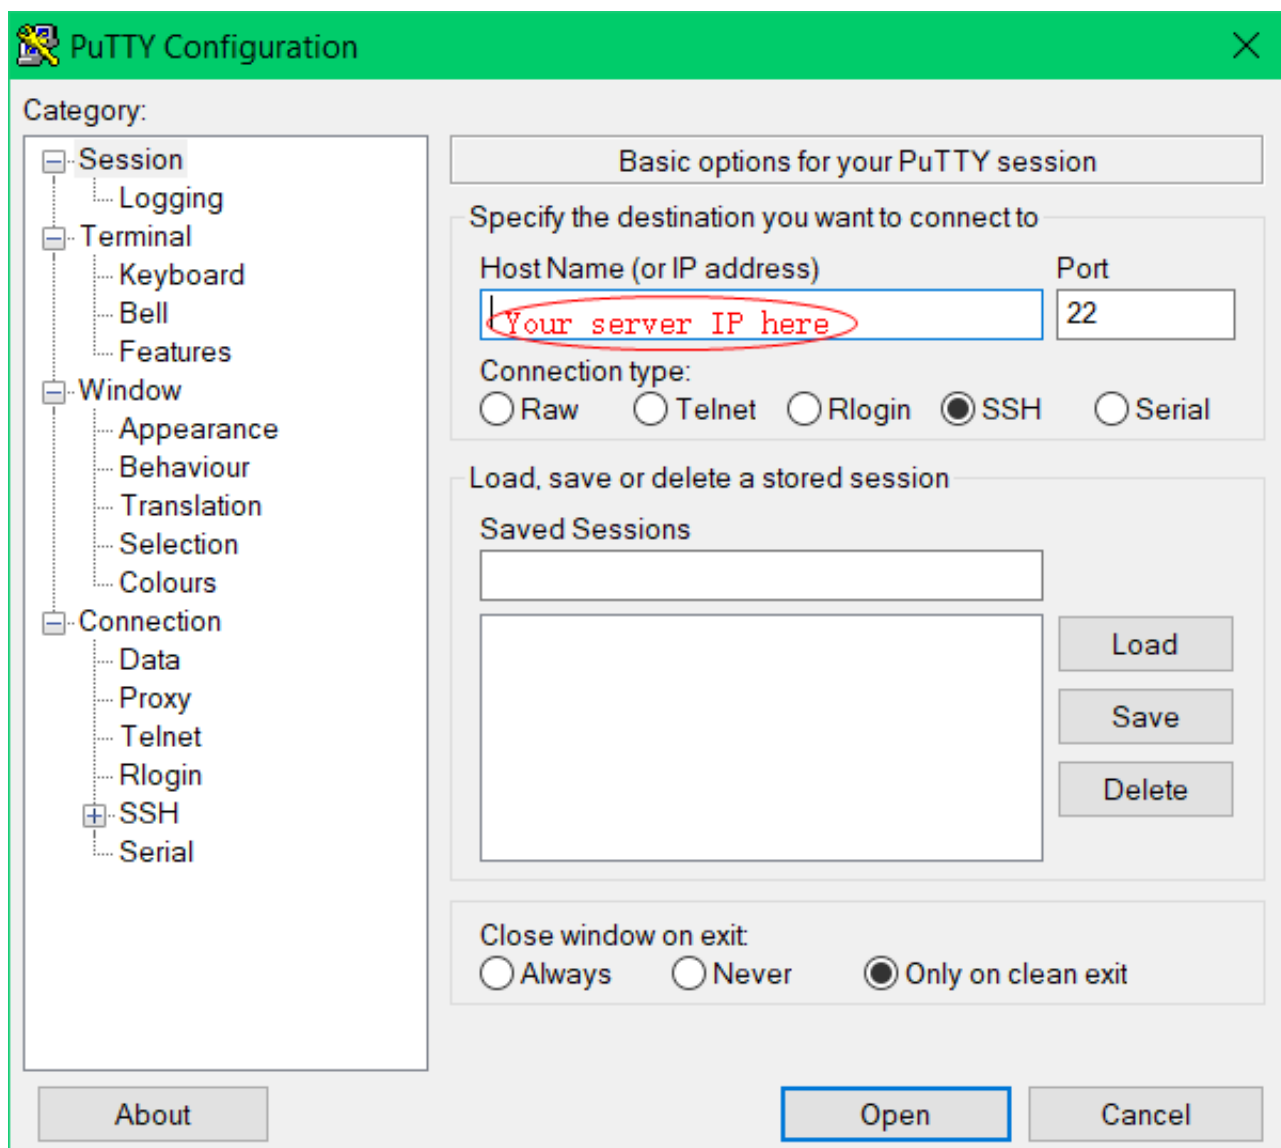 PuTTY Configuration
Category:
Session
Logging
Terminal
Keyboard
Bell
Features
Window
Appearance
Behaviour
Translation
Selection
Colours
Connection
Data
Proxy
Telnet
Rlogin
SSH
Serial
Basic options for your PuTTY session
Specify the destination you want to connect to
Host Name (or IP address) Port
Your server IP here 22
Connection type:
Raw Telnet Rlogin SSH Serial
Load, save or delete a stored session
Saved Sessions
Load
Save
Delete
Close window on exit:
Always Never Only on clean exit
About Open Cancel